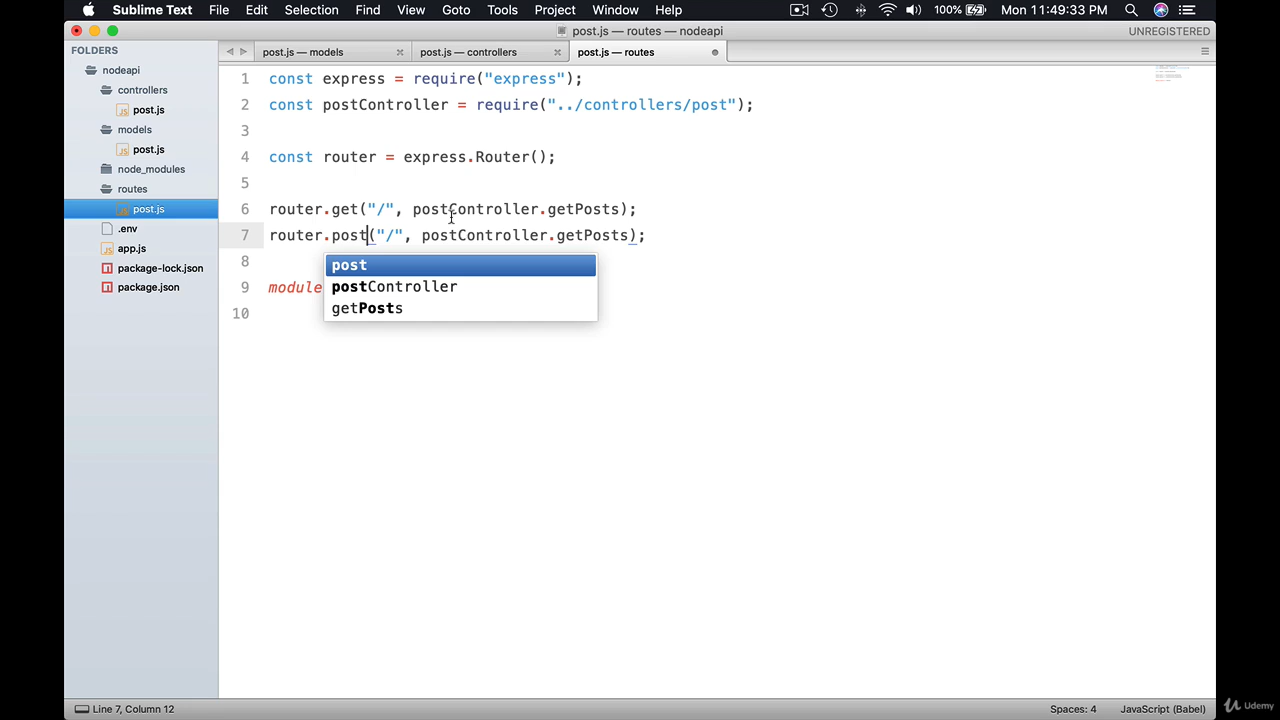 Sublime Text File Edit Selection Find View Goto Tools Project Window Help 100% Mon 11:49:33 PM
post.js — routes — nodeapi UNREGISTERED
FOLDERS
nodeapi
controllers
post.js
models
post.js
node_modules
routes
post.js
.env
app.js
package-lock.json
package.json
post.js — models post.js — controllers post.js — routes
1 const express = require("express");
2 const postController = require("../controllers/post");
3
4 const router = express.Router();
5
6 router.get("/", postController.getPosts);
7 router.post("/", postController.getPosts);
8
9 module
10
post
postController
getPosts
Line 7, Column 12 Spaces: 4 JavaScript (Babel)
Udemy